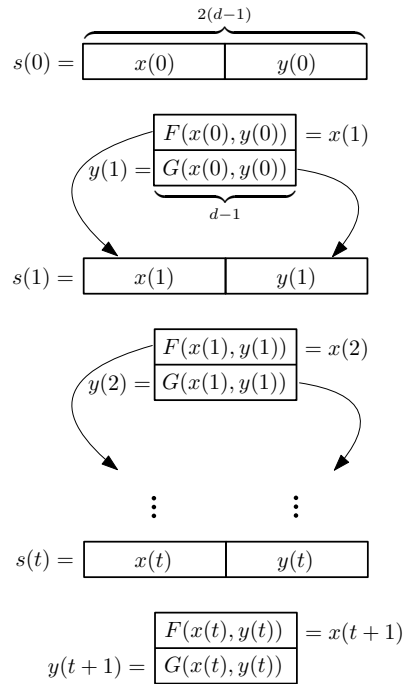 2(d−1)
s(0) = x(0) y(0)
F(x(0), y(0)) = x(1)
y(1) = G(x(0), y(0))
d−1
s(1) = x(1) y(1)
F(x(1), y(1)) = x(2)
y(2) = G(x(1), y(1))
⋮ ⋮
s(t) = x(t) y(t)
F(x(t), y(t)) = x(t + 1)
y(t + 1) = G(x(t), y(t))